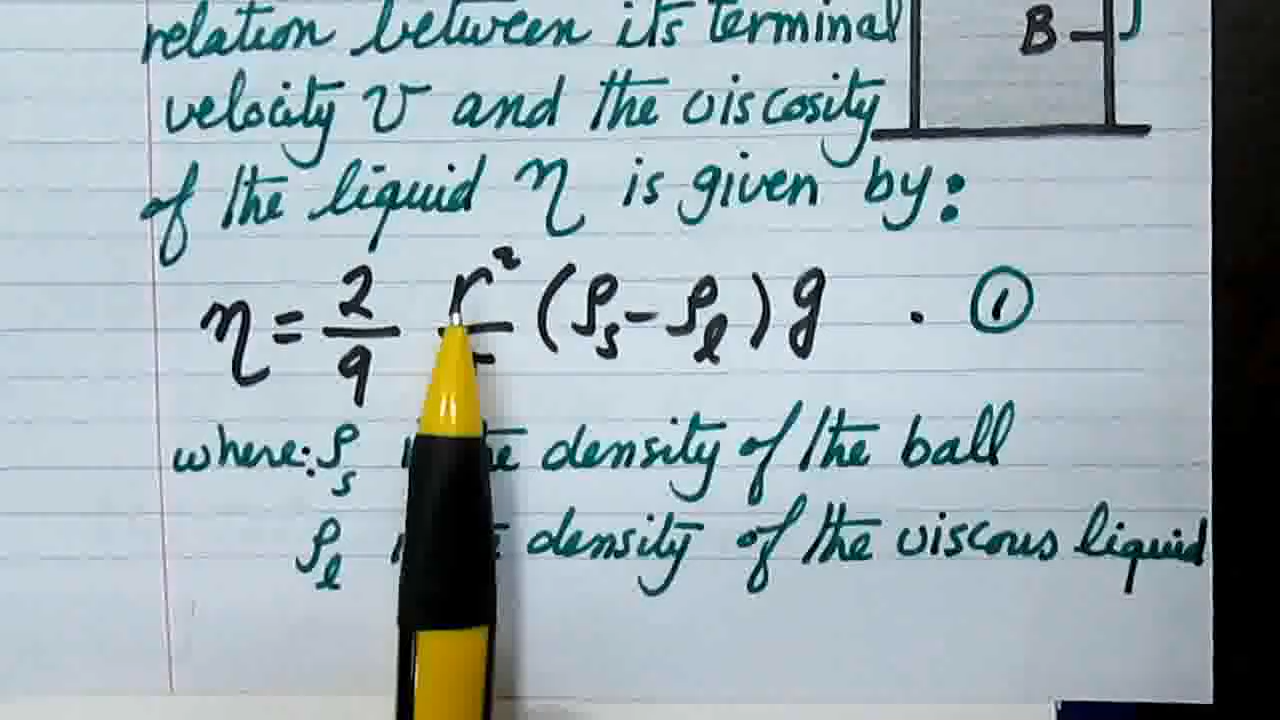 relation between its terminal
B
velocity v and the viscosity
of the liquid η is given by:
η = 2/9 r² (ρs - ρl) g . ①
where: ρs density of the ball
ρl density of the viscous liquid